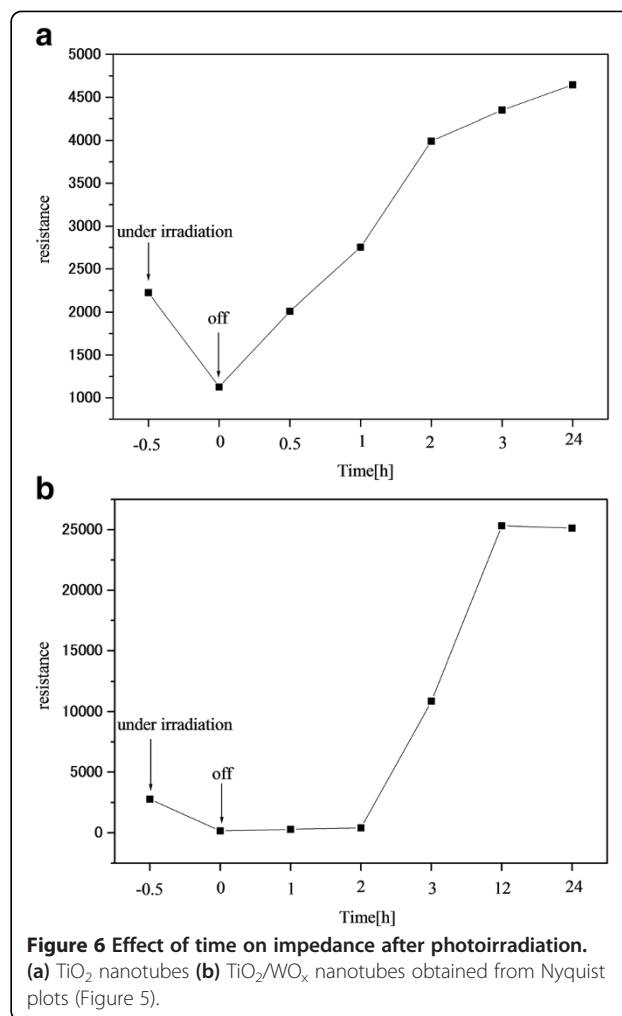 a
5000
4500
4000
3500
3000
2500
2000
1500
1000
resistance
under irradiation
off
-0.5 0 0.5 1 2 3 24
Time[h]
b
25000
20000
15000
10000
5000
0
resistance
under irradiation
off
-0.5 0 1 2 3 12 24
Time[h]
Figure 6 Effect of time on impedance after photoirradiation.
(a) TiO₂ nanotubes (b) TiO₂/WOₓ nanotubes obtained from Nyquist
plots (Figure 5).